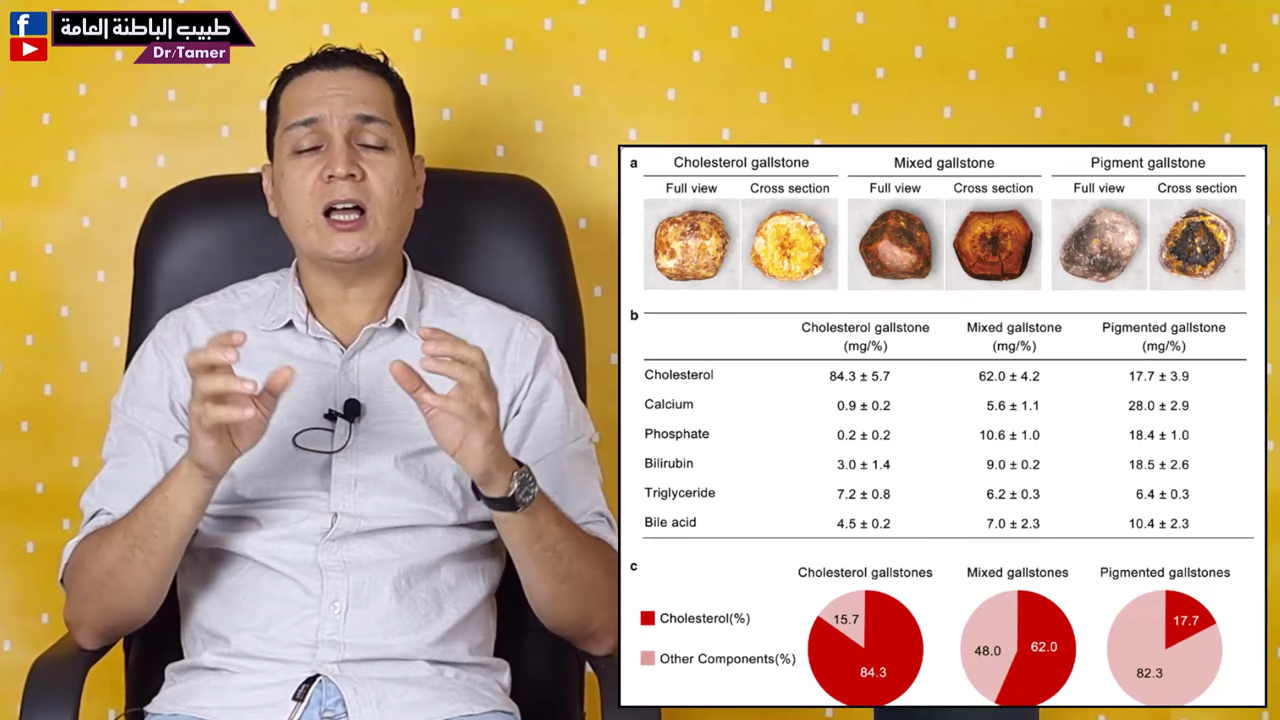 f
طبيب الباطنة العامة
Dr/Tamer
a
Cholesterol gallstone Mixed gallstone Pigment gallstone
Full view Cross section Full view Cross section Full view Cross section
b
Cholesterol gallstone Mixed gallstone Pigmented gallstone
(mg/%) (mg/%) (mg/%)
Cholesterol 84.3 ± 5.7 62.0 ± 4.2 17.7 ± 3.9
Calcium 0.9 ± 0.2 5.6 ± 1.1 28.0 ± 2.9
Phosphate 0.2 ± 0.2 10.6 ± 1.0 18.4 ± 1.0
Bilirubin 3.0 ± 1.4 9.0 ± 0.2 18.5 ± 2.6
Triglyceride 7.2 ± 0.8 6.2 ± 0.3 6.4 ± 0.3
Bile acid 4.5 ± 0.2 7.0 ± 2.3 10.4 ± 2.3
c
Cholesterol gallstones Mixed gallstones Pigmented gallstones
Cholesterol(%)
Other Components(%)
15.7
84.3
48.0 62.0
17.7
82.3